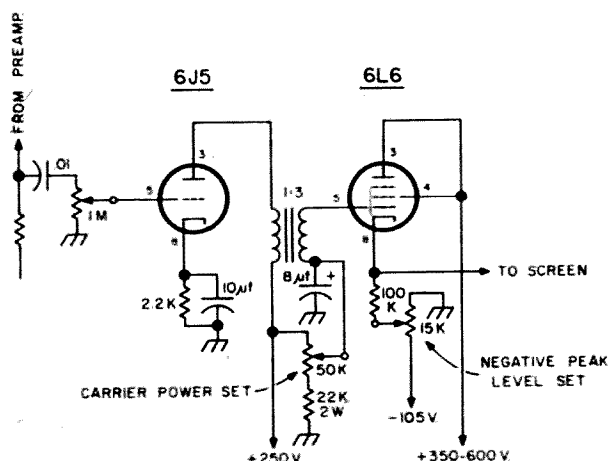 FROM PREAMP.
6J5
6L6
.01
1M
5
3
8
2.2K
10μf
1:3
8μf
+
5
3
4
8
TO SCREEN
100
K
15K
CARRIER POWER SET
50K
22K
2W
NEGATIVE PEAK
LEVEL SET
-105V.
+250V.
+350-600V.